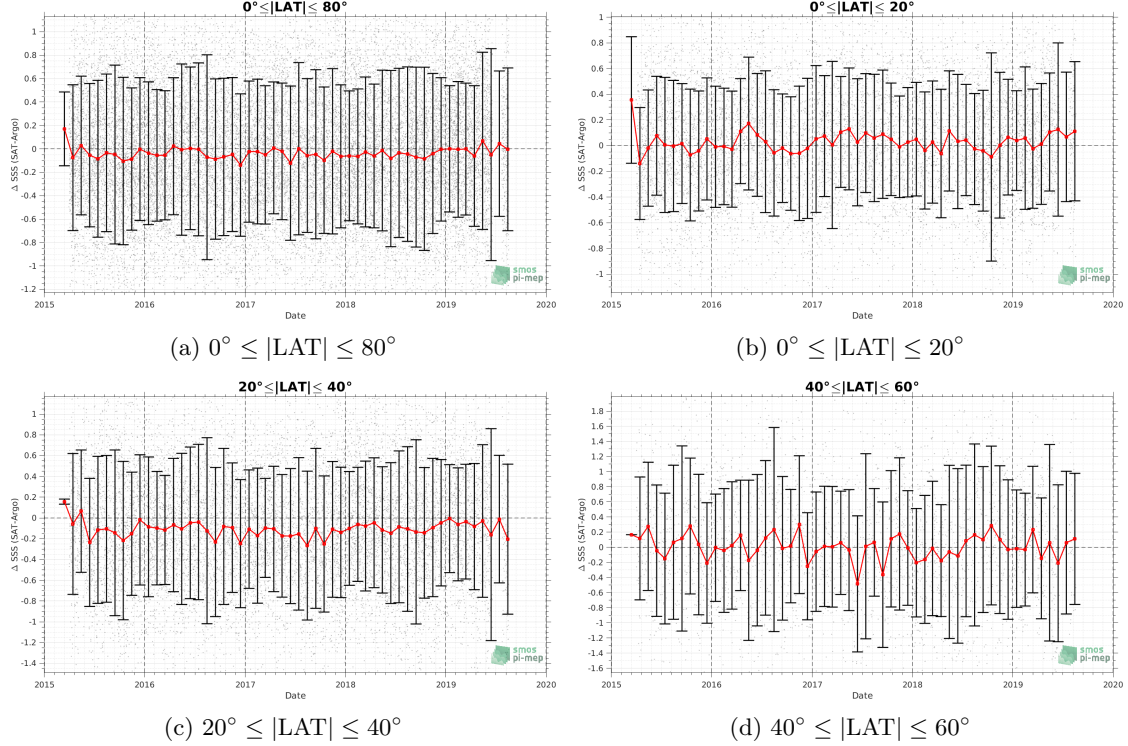 0°≤|LAT|≤ 80°
1
0.8
0.6
0.4
0.2
0
-0.2
-0.4
-0.6
-0.8
-1
-1.2
Δ SSS (SAT-Argo)
2015 2016 2017 2018 2019 2020
Date
smos
pi-mep
(a) 0° ≤ |LAT| ≤ 80°
0°≤|LAT|≤ 20°
1
0.8
0.6
0.4
0.2
0
-0.2
-0.4
-0.6
-0.8
-1
Δ SSS (SAT-Argo)
2015 2016 2017 2018 2019 2020
Date
smos
pi-mep
(b) 0° ≤ |LAT| ≤ 20°
20°≤|LAT|≤ 40°
1
0.8
0.6
0.4
0.2
0
-0.2
-0.4
-0.6
-0.8
-1
-1.2
-1.4
Δ SSS (SAT-Argo)
2015 2016 2017 2018 2019 2020
Date
smos
pi-mep
(c) 20° ≤ |LAT| ≤ 40°
40°≤|LAT|≤ 60°
1.8
1.6
1.4
1.2
1
0.8
0.6
0.4
0.2
0
-0.2
-0.4
-0.6
-0.8
-1
-1.2
-1.4
-1.6
Δ SSS (SAT-Argo)
2015 2016 2017 2018 2019 2020
Date
smos
pi-mep
(d) 40° ≤ |LAT| ≤ 60°